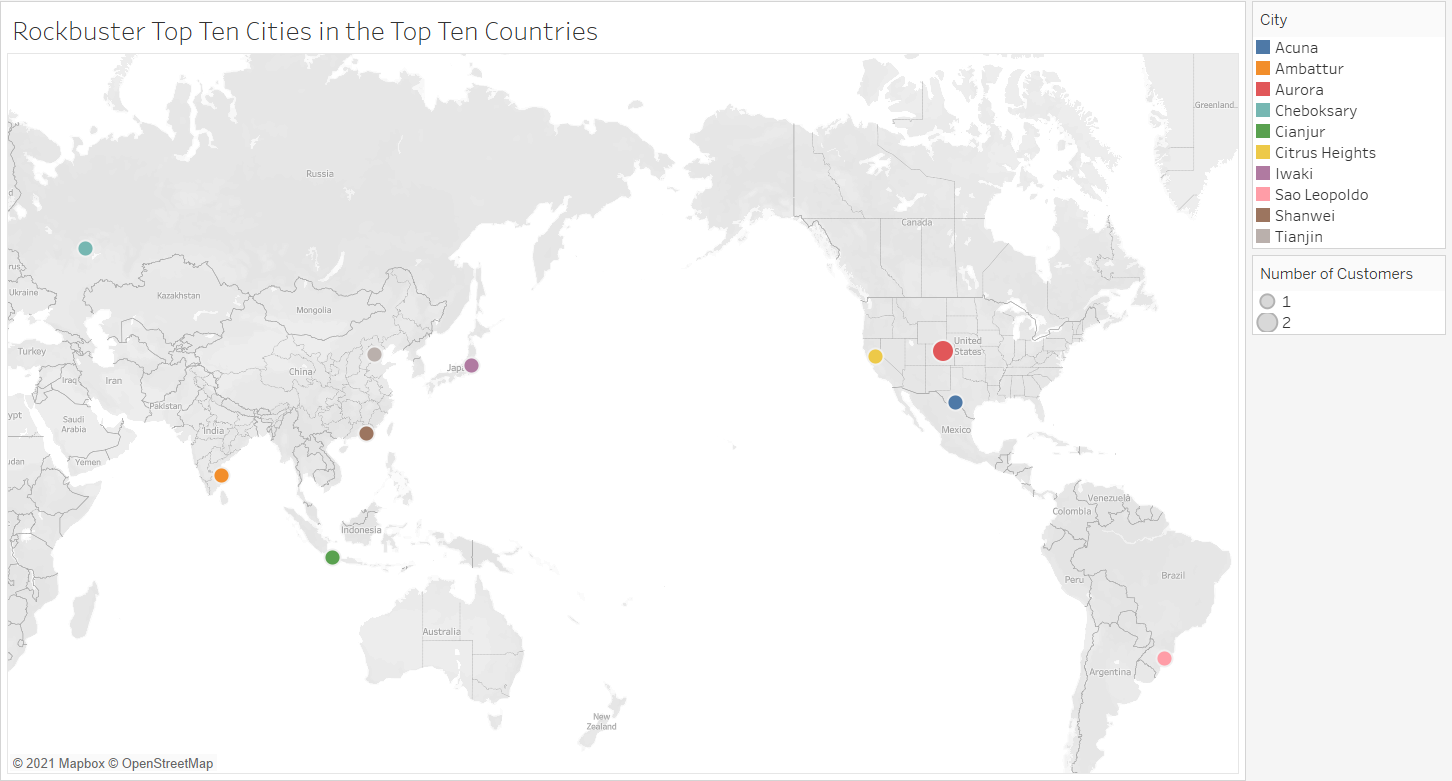 Rockbuster Top Ten Cities in the Top Ten Countries
Greenland..
Russia
Canada
Ukraine
Kazakhstan
Mongolia
United
States
Turkey
Japa
China
Iraq
Iran
Pakistan
Saudi
Arabia
India
Mexico
Yemen
Venezuela
Colombia
Indonesia
Peru
Brazil
Australia
Argentina
New
Zealand
© 2021 Mapbox © OpenStreetMap
City
Acuna
Ambattur
Aurora
Cheboksary
Cianjur
Citrus Heights
Iwaki
Sao Leopoldo
Shanwei
Tianjin
Number of Customers
1
2